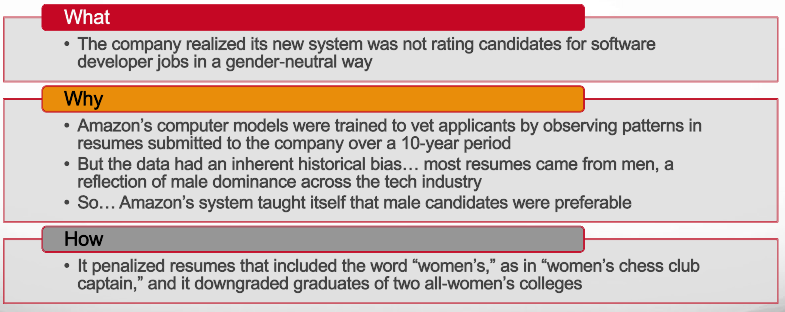 What
• The company realized its new system was not rating candidates for software
developer jobs in a gender-neutral way
Why
• Amazon’s computer models were trained to vet applicants by observing patterns in
resumes submitted to the company over a 10-year period
• But the data had an inherent historical bias… most resumes came from men, a
reflection of male dominance across the tech industry
• So… Amazon’s system taught itself that male candidates were preferable
How
• It penalized resumes that included the word “women’s,” as in “women’s chess club
captain,” and it downgraded graduates of two all-women’s colleges